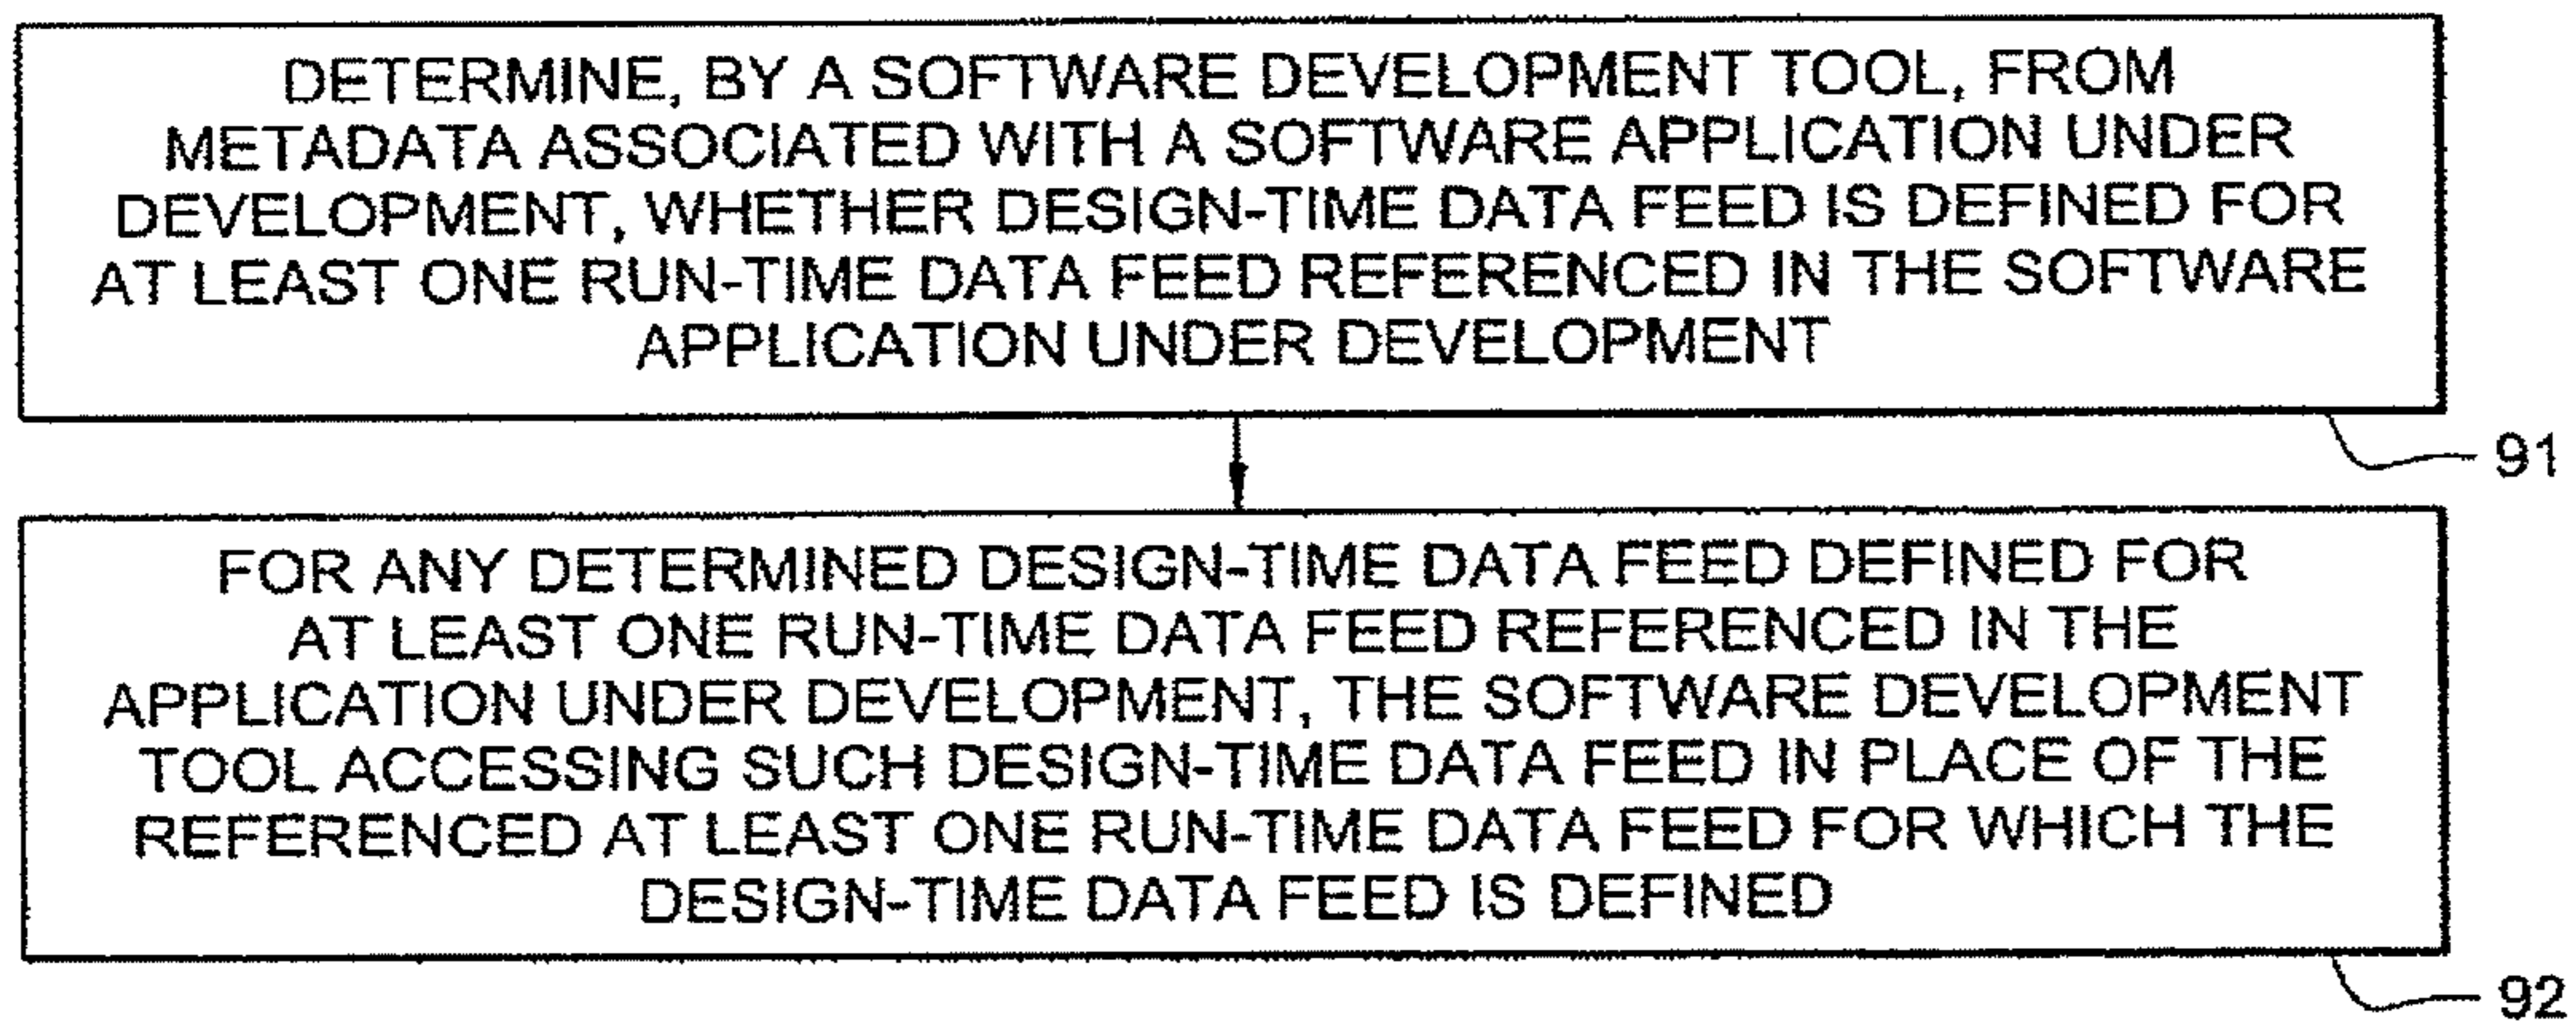 DETERMINE, BY A SOFTWARE DEVELOPMENT TOOL, FROM
METADATA ASSOCIATED WITH A SOFTWARE APPLICATION UNDER
DEVELOPMENT, WHETHER DESIGN-TIME DATA FEED IS DEFINED FOR
AT LEAST ONE RUN-TIME DATA FEED REFERENCED IN THE SOFTWARE
APPLICATION UNDER DEVELOPMENT
91
FOR ANY DETERMINED DESIGN-TIME DATA FEED DEFINED FOR
AT LEAST ONE RUN-TIME DATA FEED REFERENCED IN THE
APPLICATION UNDER DEVELOPMENT, THE SOFTWARE DEVELOPMENT
TOOL ACCESSING SUCH DESIGN-TIME DATA FEED IN PLACE OF THE
REFERENCED AT LEAST ONE RUN-TIME DATA FEED FOR WHICH THE
DESIGN-TIME DATA FEED IS DEFINED
92